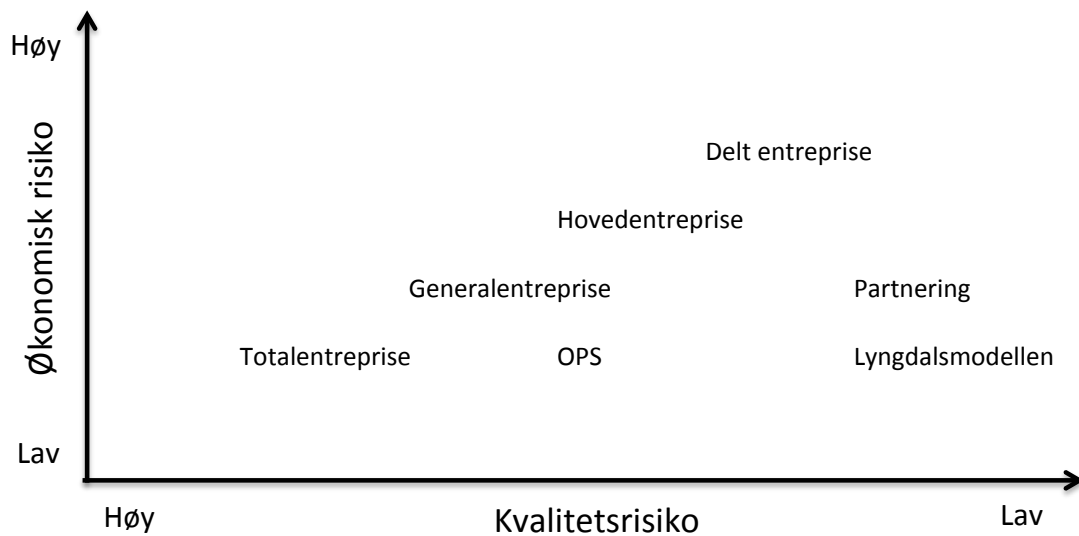 Høy
Økonomisk risiko
Delt entreprise
Hovedentreprise
Generalentreprise
Partnering
Totalentreprise
OPS
Lyngdalsmodellen
Lav
Høy
Kvalitetsrisiko
Lav